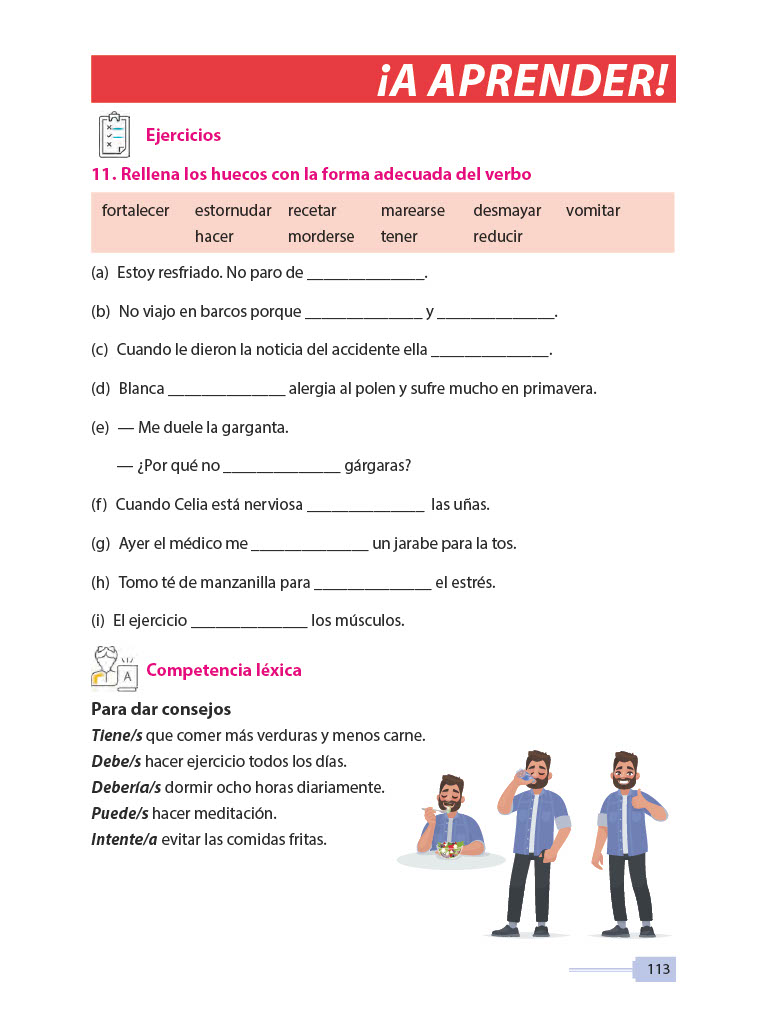 ¡A APRENDER!
Ejercicios
11. Rellena los huecos con la forma adecuada del verbo
fortalecer estornudar recetar marearse desmayar vomitar
hacer morderse tener reducir
(a) Estoy resfriado. No paro de ______________.
(b) No viajo en barcos porque ______________ y ______________.
(c) Cuando le dieron la noticia del accidente ella ______________.
(d) Blanca ______________ alergia al polen y sufre mucho en primavera.
(e) — Me duele la garganta.
— ¿Por qué no ______________ gárgaras?
(f) Cuando Celia está nerviosa ______________ las uñas.
(g) Ayer el médico me ______________ un jarabe para la tos.
(h) Tomo té de manzanilla para ______________ el estrés.
(i) El ejercicio ______________ los músculos.
A
Competencia léxica
Para dar consejos
Tiene/s que comer más verduras y menos carne.
Debe/s hacer ejercicio todos los días.
Debería/s dormir ocho horas diariamente.
Puede/s hacer meditación.
Intente/a evitar las comidas fritas.
113